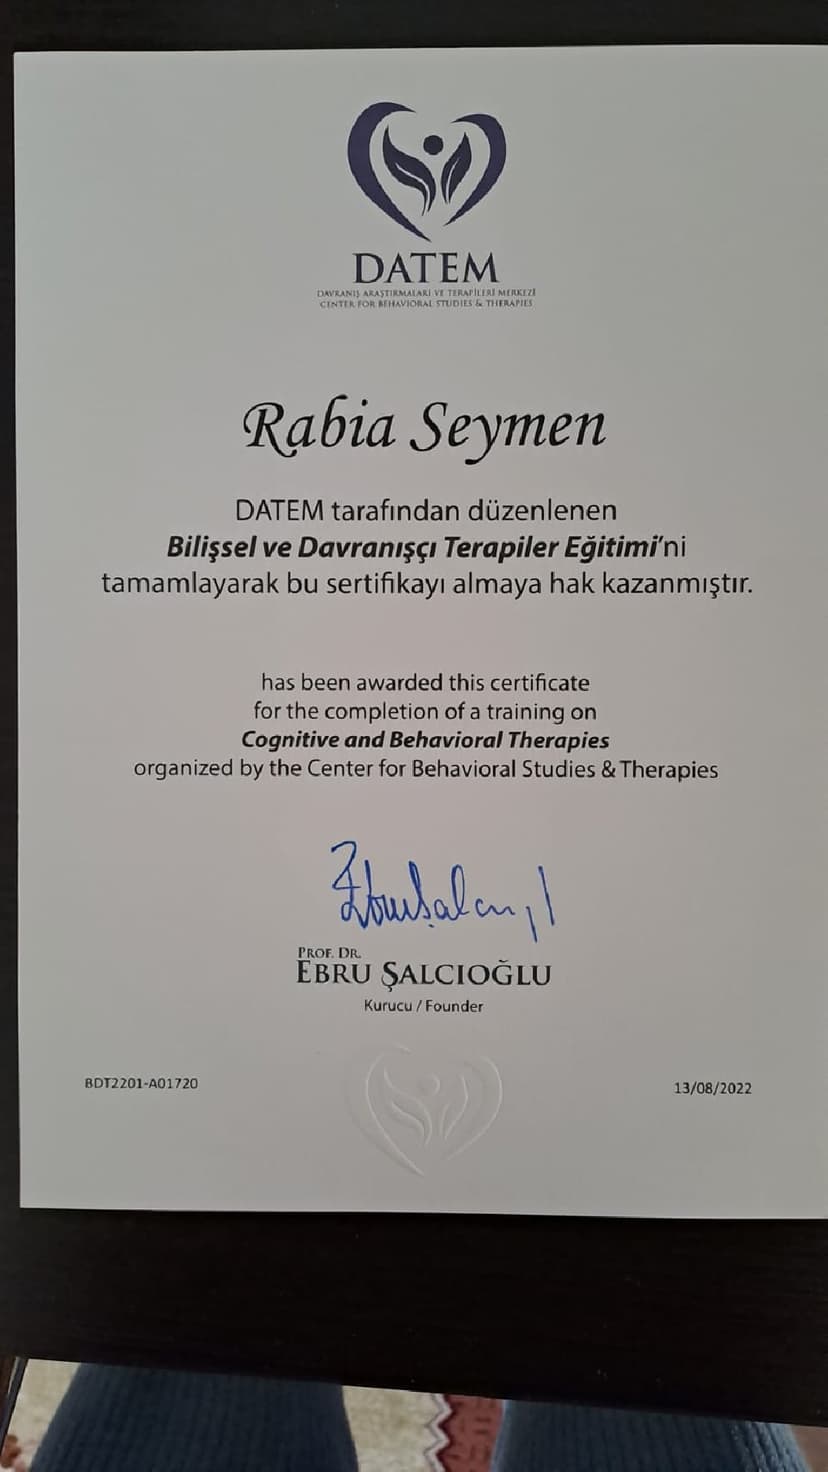 DATEM
DAVRANIŞ ARAŞTIRMALARI VE TERAPİLERİ MERKEZİ
CENTER FOR BEHAVIORAL STUDIES & THERAPIES
Rabia Seymen
DATEM tarafından düzenlenen
Bilişsel ve Davranışçı Terapiler Eğitimi'ni
tamamlayarak bu sertifikayı almaya hak kazanmıştır.
has been awarded this certificate
for the completion of a training on
Cognitive and Behavioral Therapies
organized by the Center for Behavioral Studies & Therapies
PROF. DR.
EBRU ŞALCIOĞLU
Kurucu / Founder
BDT2201-A01720
13/08/2022